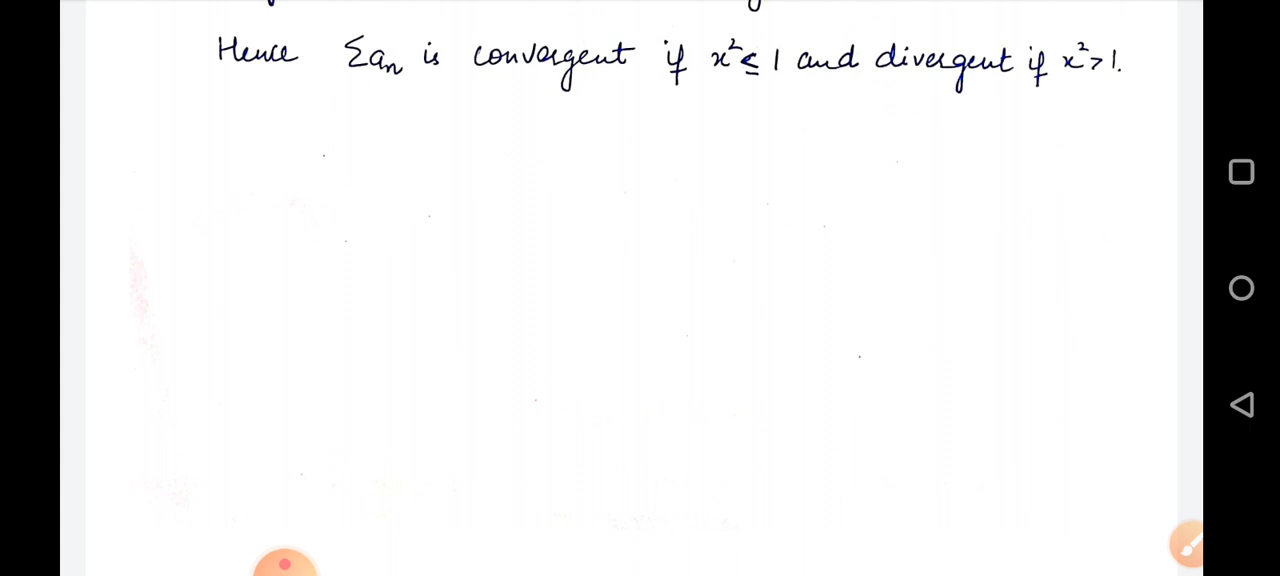 Hence Σaₙ is convergent if x² ≤ 1 and divergent if x² > 1.